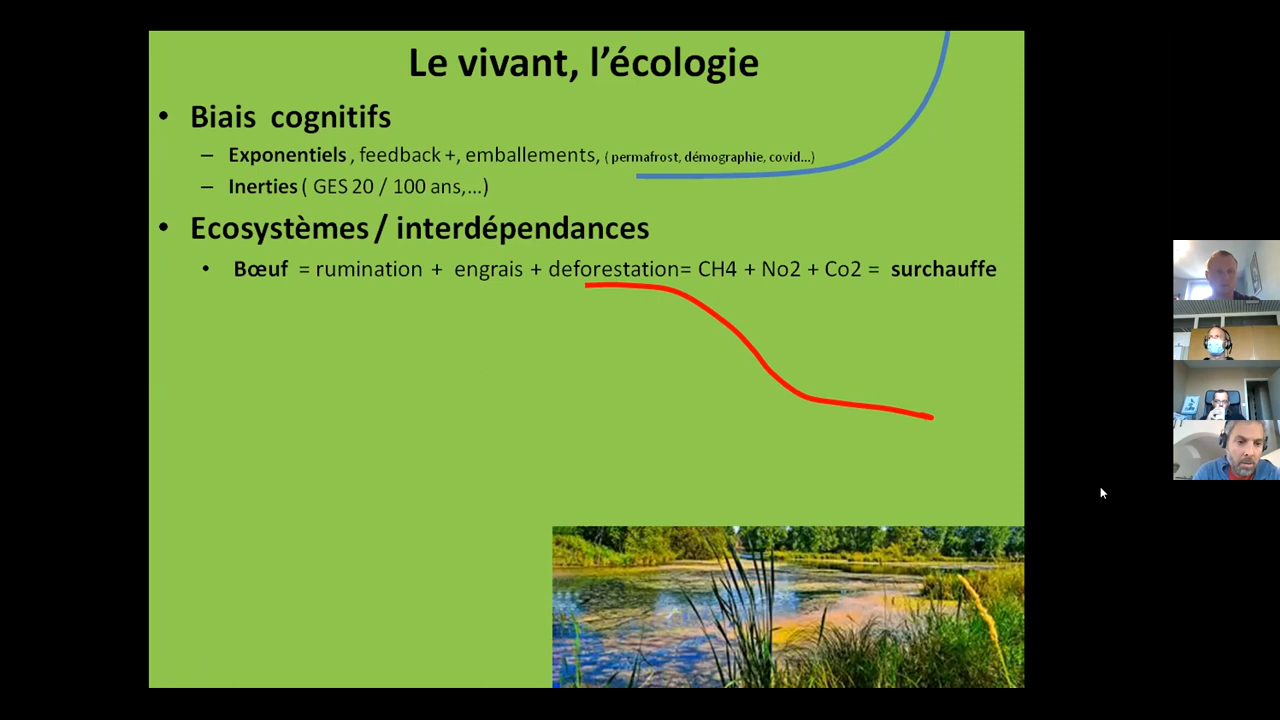 Le vivant, l’écologie
• Biais cognitifs
– Exponentiels , feedback +, emballements, ( permafrost, démographie, covid...)
– Inerties ( GES 20 / 100 ans,...)
• Ecosystèmes / interdépendances
• Bœuf = rumination + engrais + deforestation= CH4 + No2 + Co2 = surchauffe